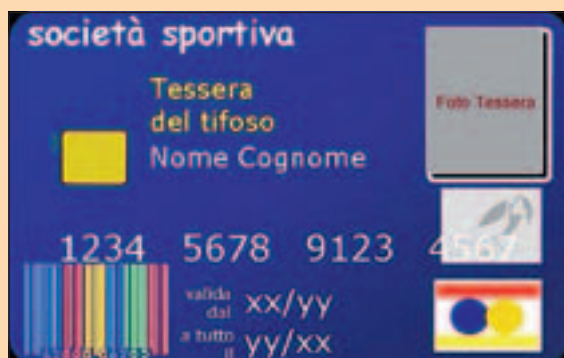 società sportiva
Foto Tessera
Tessera
del tifoso
Nome Cognome
1234 5678 9123 4567
valida
dal xx/yy
a tutto
il yy/xx